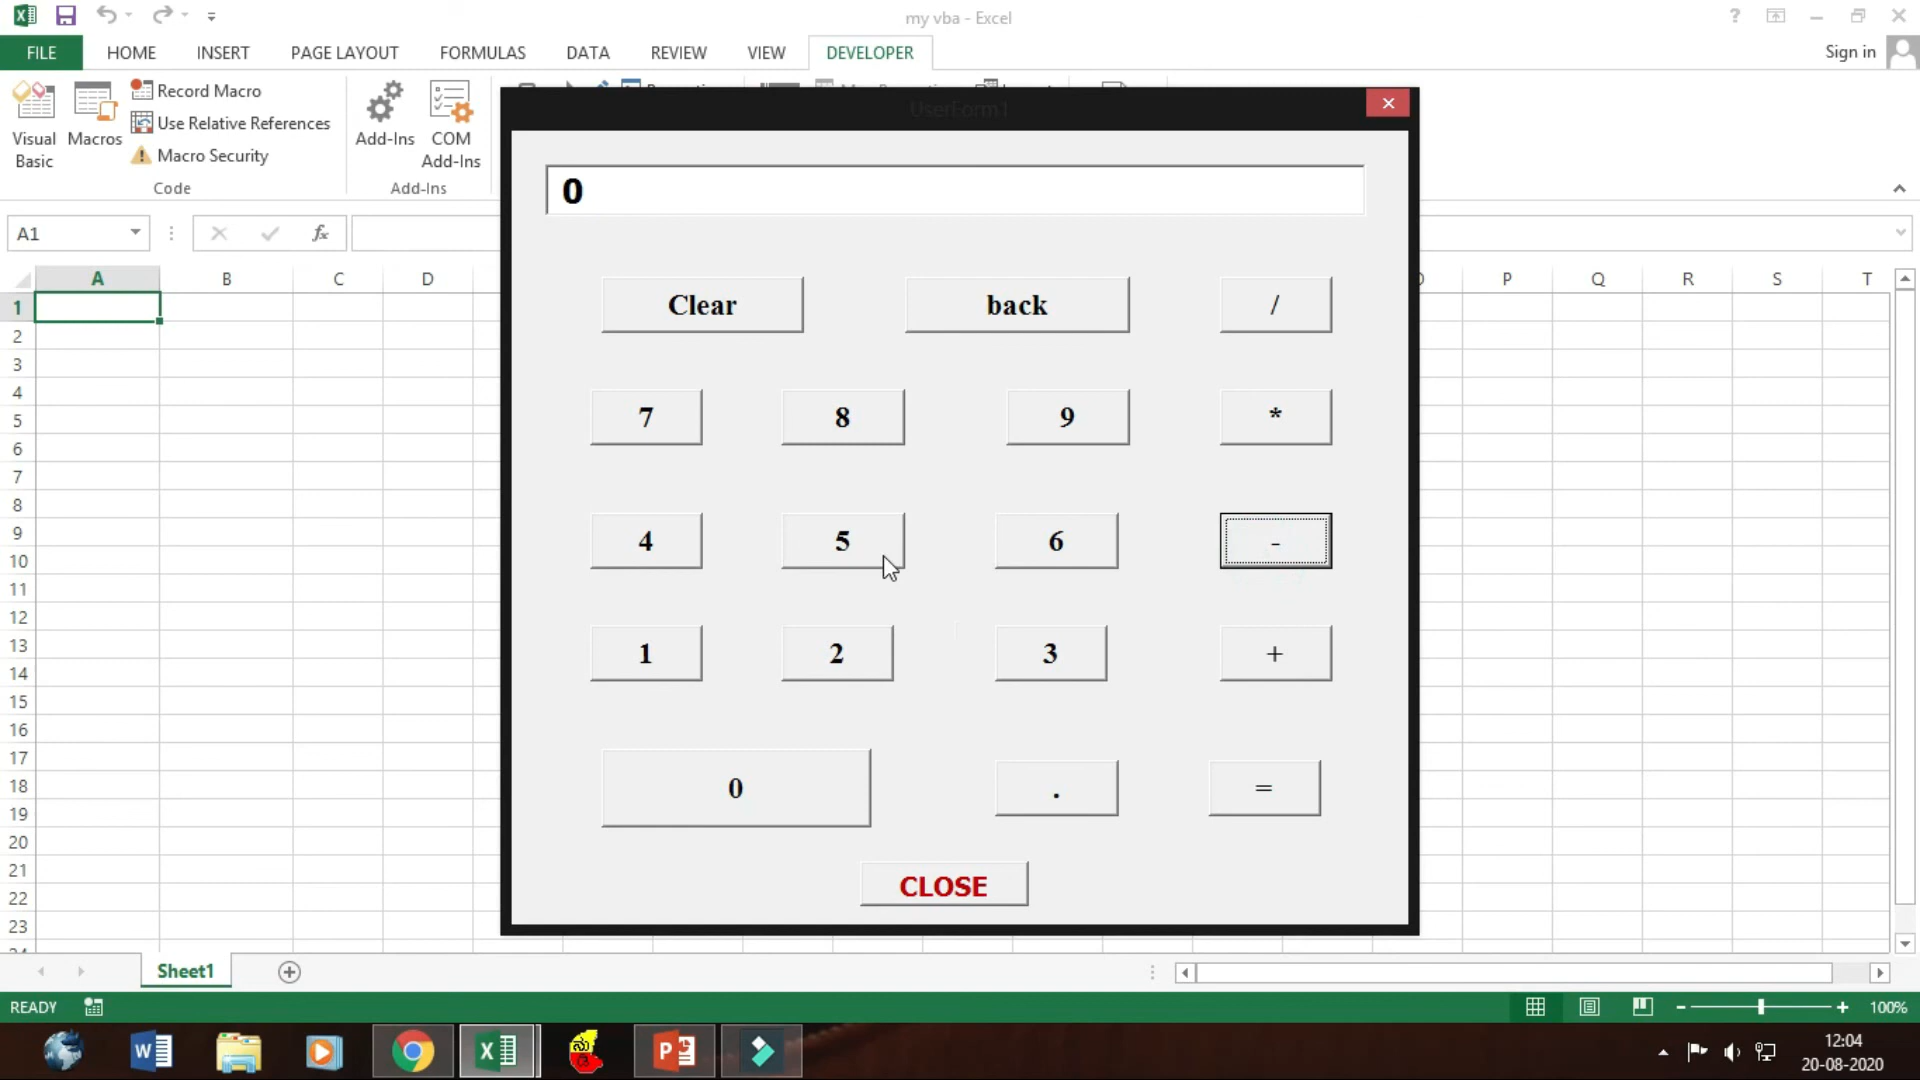 my vba - Excel
?
FILE HOME INSERT PAGE LAYOUT FORMULAS DATA REVIEW VIEW DEVELOPER Sign in
Record Macro
Use Relative References
Macro Security
Visual Basic
Macros
Add-Ins
COM Add-Ins
Code
Add-Ins
A1
fx
UserForm1
0
Clear back /
7 8 9 *
4 5 6 -
1 2 3 +
0 . =
CLOSE
A B C D P Q R S T
1
2
3
4
5
6
7
8
9
10
11
12
13
14
15
16
17
18
19
20
21
22
23
Sheet1
READY
100%
12:04
20-08-2020